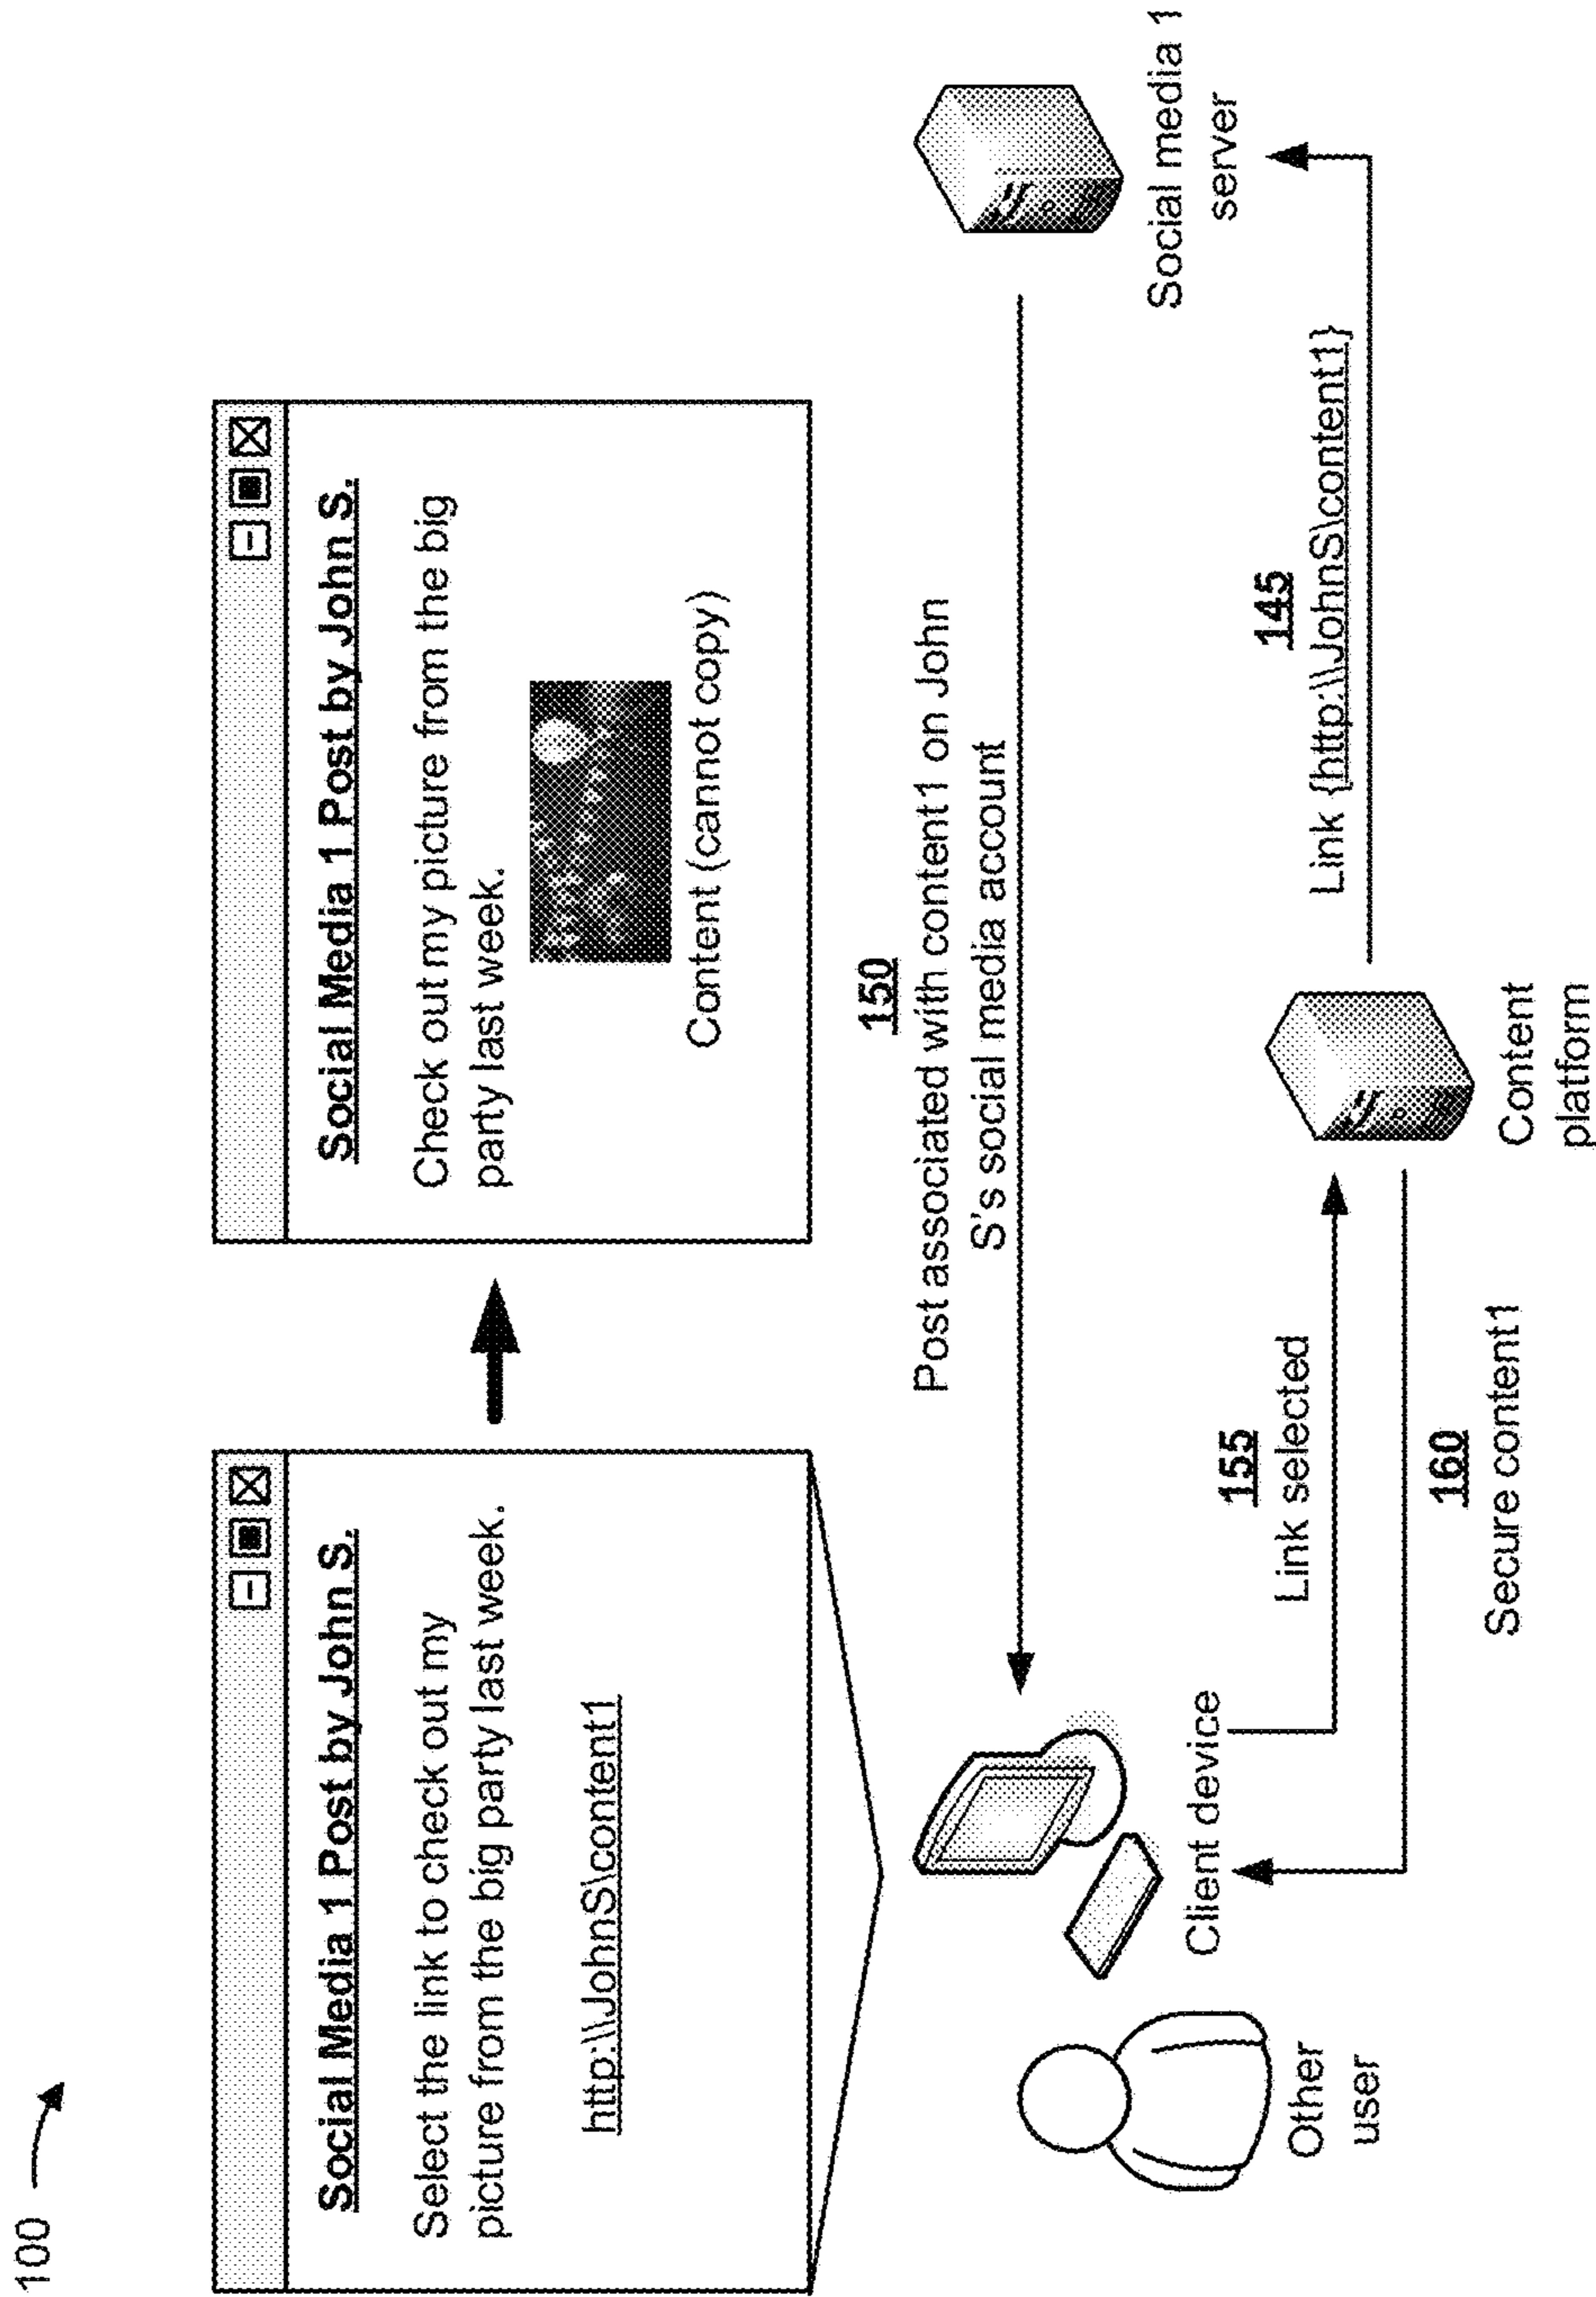 100
Social Media 1 Post by John S.
Select the link to check out my
picture from the big party last week.
http:\\JohnS\content1
Social Media 1 Post by John S.
Check out my picture from the big
party last week.
Content (cannot copy)
150
Post associated with content1 on John
S's social media account
Other
user
Client device
155
Link selected
160
Secure content1
Content
platform
145
Link {http:\\JohnS\content1}
Social media 1
server